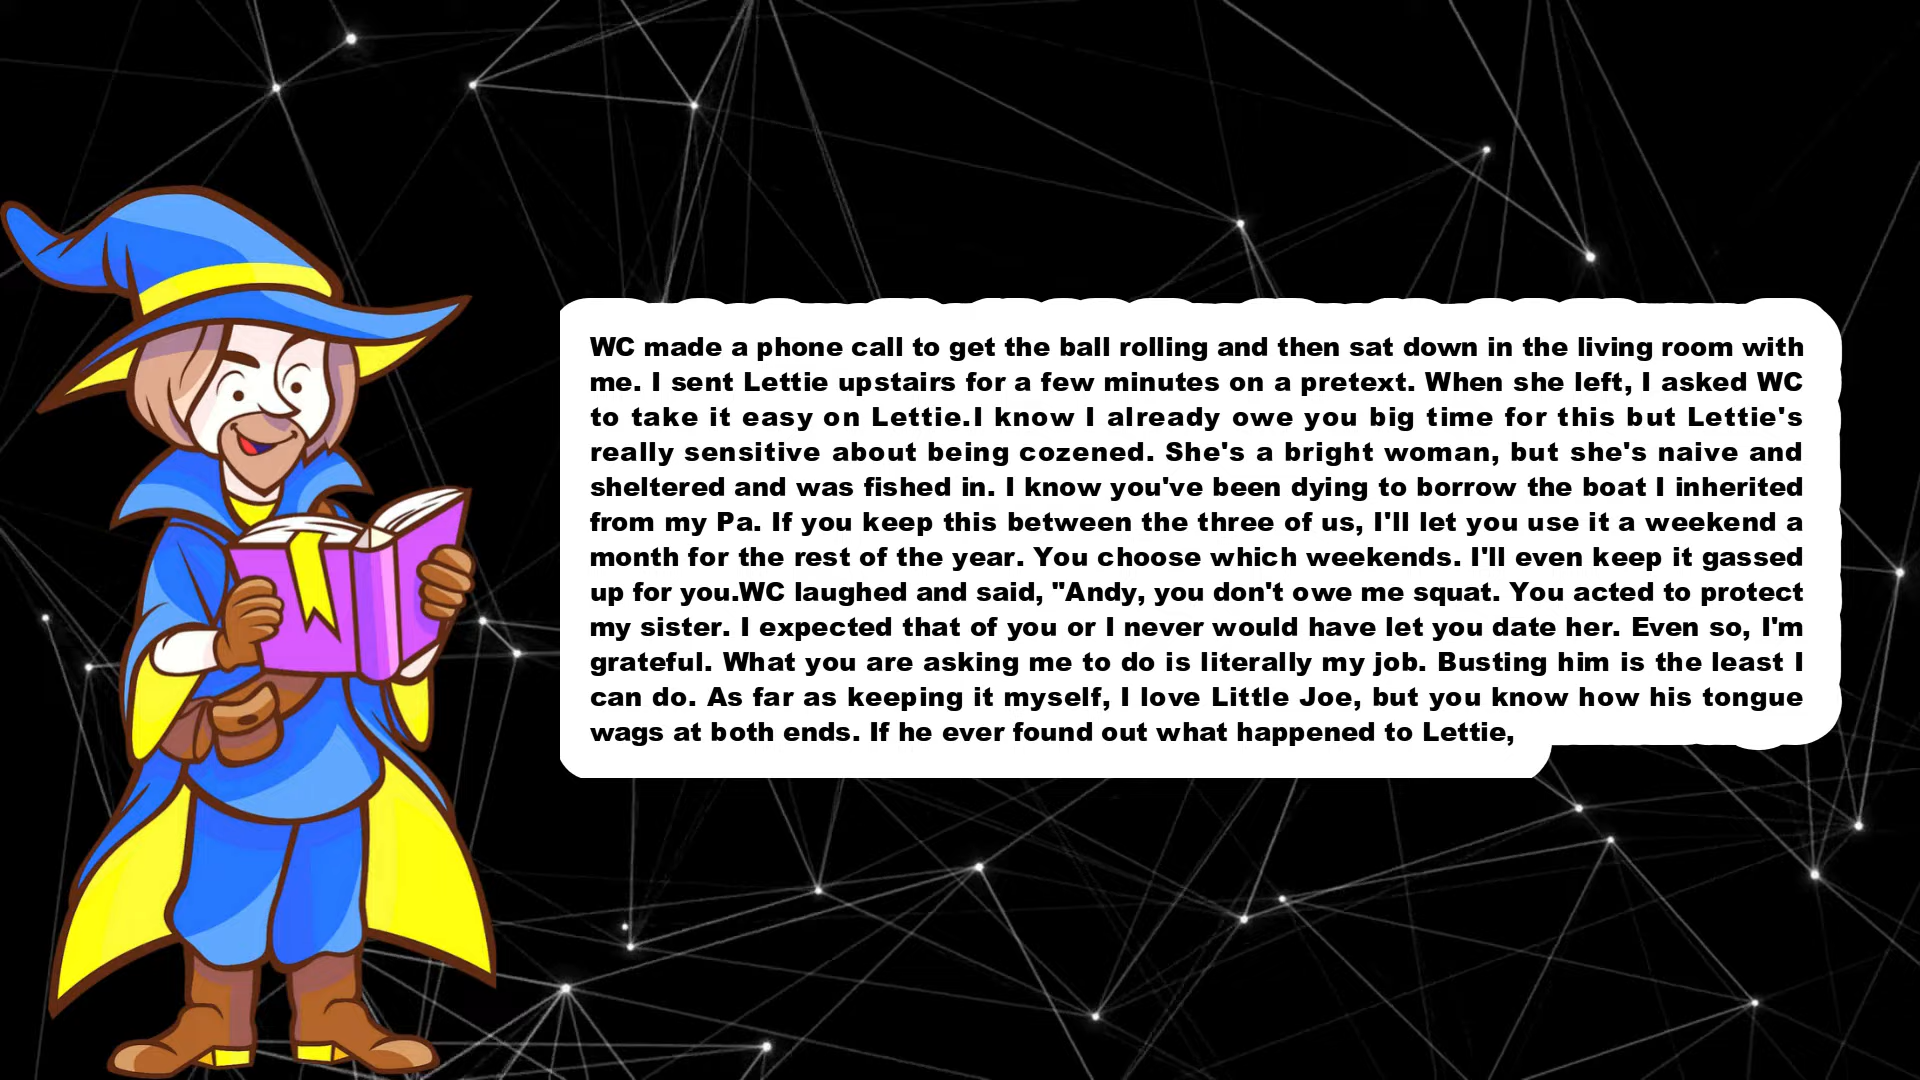 WC made a phone call to get the ball rolling and then sat down in the living room with
me. I sent Lettie upstairs for a few minutes on a pretext. When she left, I asked WC
to take it easy on Lettie.I know I already owe you big time for this but Lettie's
really sensitive about being cozened. She's a bright woman, but she's naive and
sheltered and was fished in. I know you've been dying to borrow the boat I inherited
from my Pa. If you keep this between the three of us, I'll let you use it a weekend a
month for the rest of the year. You choose which weekends. I'll even keep it gassed
up for you.WC laughed and said, "Andy, you don't owe me squat. You acted to protect
my sister. I expected that of you or I never would have let you date her. Even so, I'm
grateful. What you are asking me to do is literally my job. Busting him is the least I
can do. As far as keeping it myself, I love Little Joe, but you know how his tongue
wags at both ends. If he ever found out what happened to Lettie,